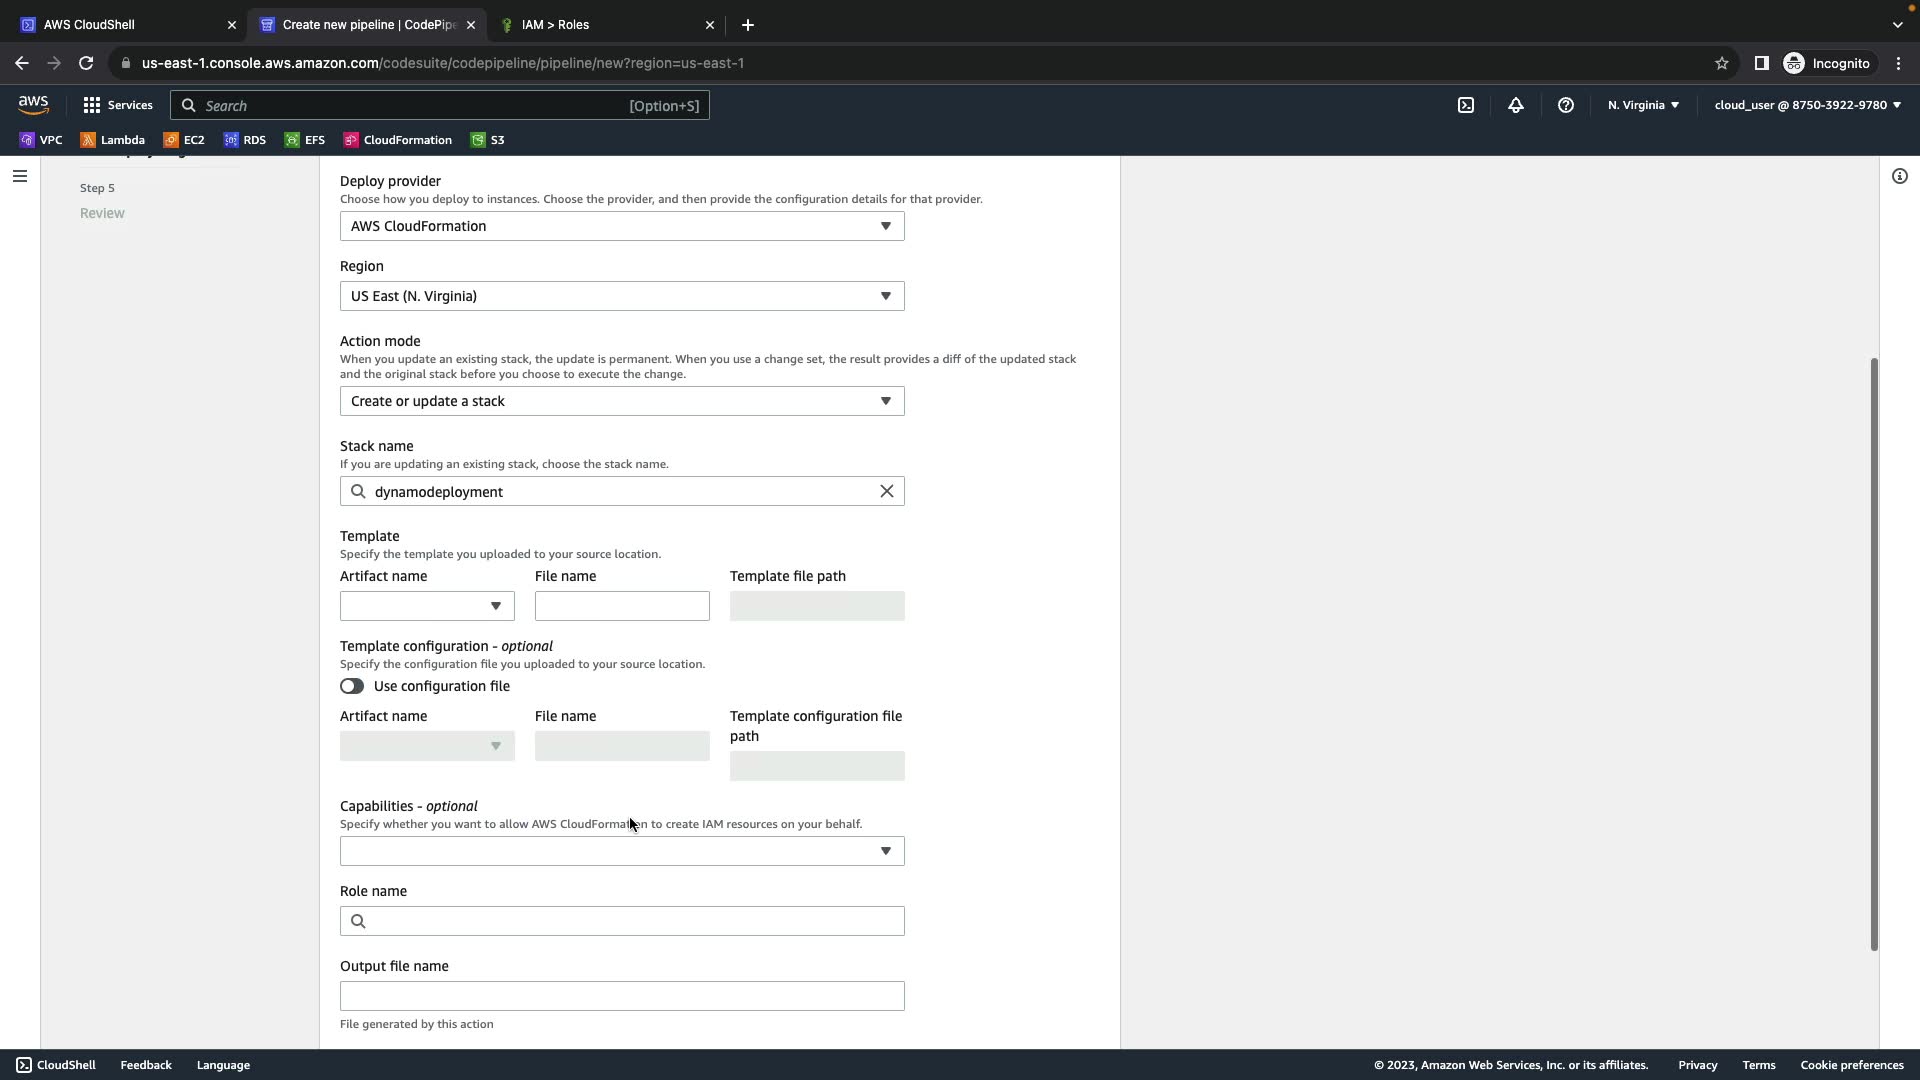 AWS CloudShell
Create new pipeline | CodePipe
IAM > Roles
us-east-1.console.aws.amazon.com/codesuite/codepipeline/pipeline/new?region=us-east-1
Incognito
aws
Services
Search
[Option+S]
N. Virginia
cloud_user @ 8750-3922-9780
VPC
Lambda
EC2
RDS
EFS
CloudFormation
S3
Step 5
Review
Deploy provider
Choose how you deploy to instances. Choose the provider, and then provide the configuration details for that provider.
AWS CloudFormation
Region
US East (N. Virginia)
Action mode
When you update an existing stack, the update is permanent. When you use a change set, the result provides a diff of the updated stack
and the original stack before you choose to execute the change.
Create or update a stack
Stack name
If you are updating an existing stack, choose the stack name.
dynamodeployment
Template
Specify the template you uploaded to your source location.
Artifact name
File name
Template file path
Template configuration - optional
Specify the configuration file you uploaded to your source location.
Use configuration file
Artifact name
File name
Template configuration file
path
Capabilities - optional
Specify whether you want to allow AWS CloudFormation to create IAM resources on your behalf.
Role name
Output file name
File generated by this action
CloudShell
Feedback
Language
© 2023, Amazon Web Services, Inc. or its affiliates.
Privacy
Terms
Cookie preferences